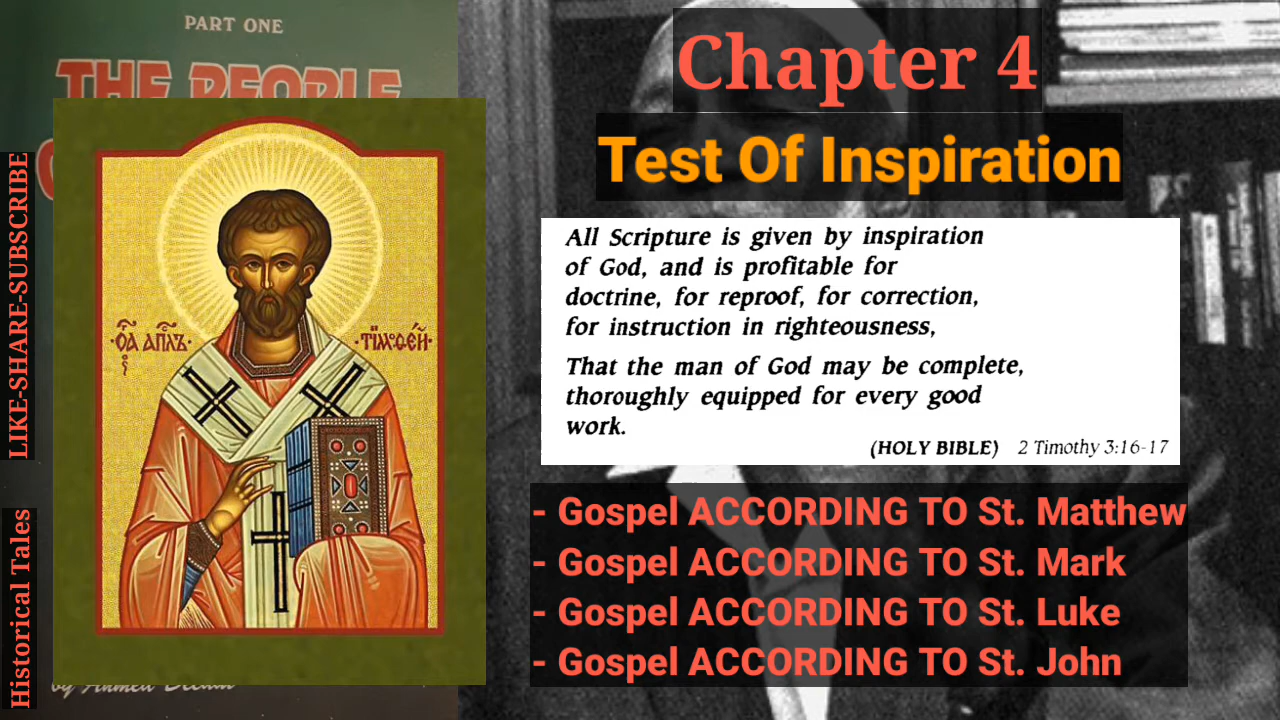 PART ONE
THE PEOPLE
LIKE-SHARE-SUBSCRIBE
Historical Tales
Chapter 4
Test Of Inspiration
All Scripture is given by inspiration
of God, and is profitable for
doctrine, for reproof, for correction,
for instruction in righteousness,
That the man of God may be complete,
thoroughly equipped for every good
work.
(HOLY BIBLE) 2 Timothy 3:16-17
- Gospel ACCORDING TO St. Matthew
- Gospel ACCORDING TO St. Mark
- Gospel ACCORDING TO St. Luke
- Gospel ACCORDING TO St. John